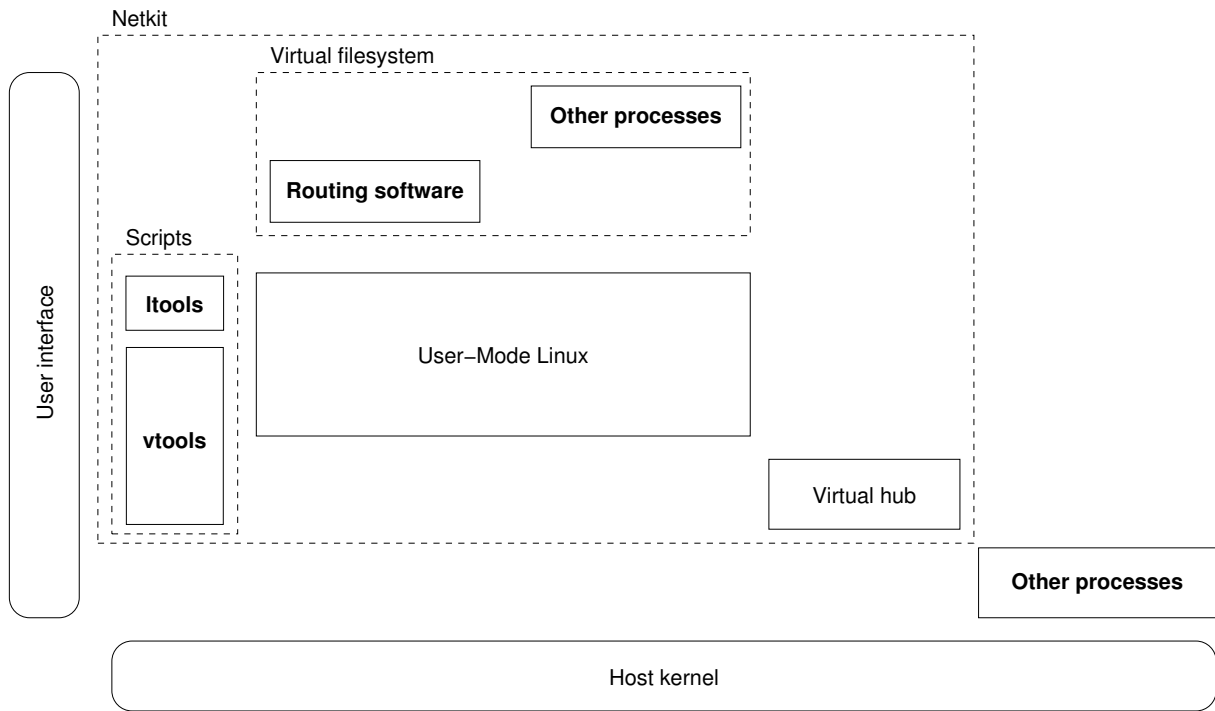 Netkit
Virtual filesystem
Other processes
Routing software
Scripts
ltools
User interface
User−Mode Linux
vtools
Virtual hub
Other processes
Host kernel